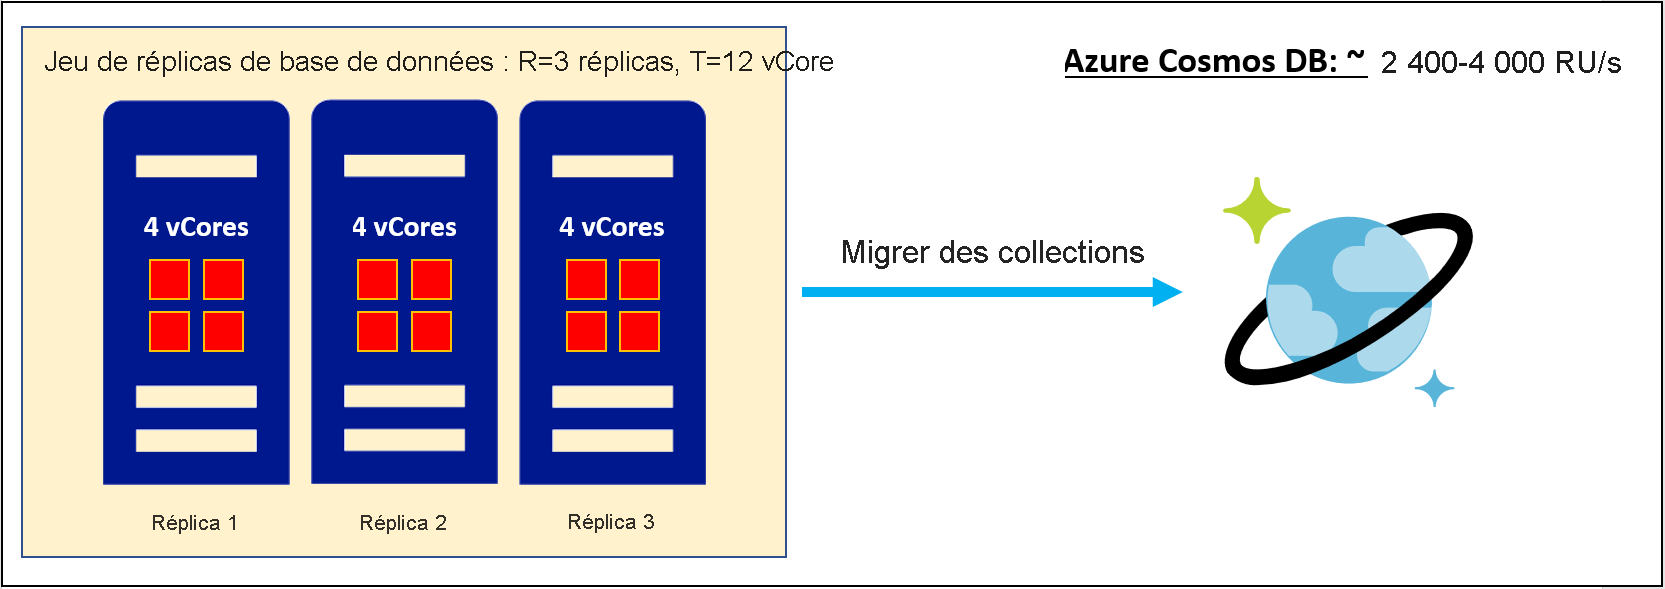 Jeu de réplicas de base de données : R=3 réplicas, T=12 vCore
Azure Cosmos DB: ~ 2 400-4 000 RU/s
4 vCores
4 vCores
4 vCores
Migrer des collections
Réplica 1
Réplica 2
Réplica 3